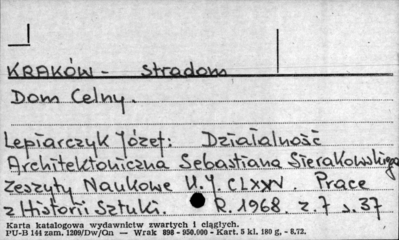 KRAKÓW - Stradom
Dom Celny.
Lepiarczyk Józef: Działalność
Architektoniczna Sebastiana Sierakowskiego
Zeszyty Naukowe U.J. CLXXV. Prace
z Historii Sztuki. R. 1968 z. 7 s. 37
Karta katalogowa wydawnictw zwartych i ciągłych.
PU-B 144 zam. 1209/Dw/Gn — Wrak 898 - 950.000 - Kart. 5 kl. 180 g. - 8,72.